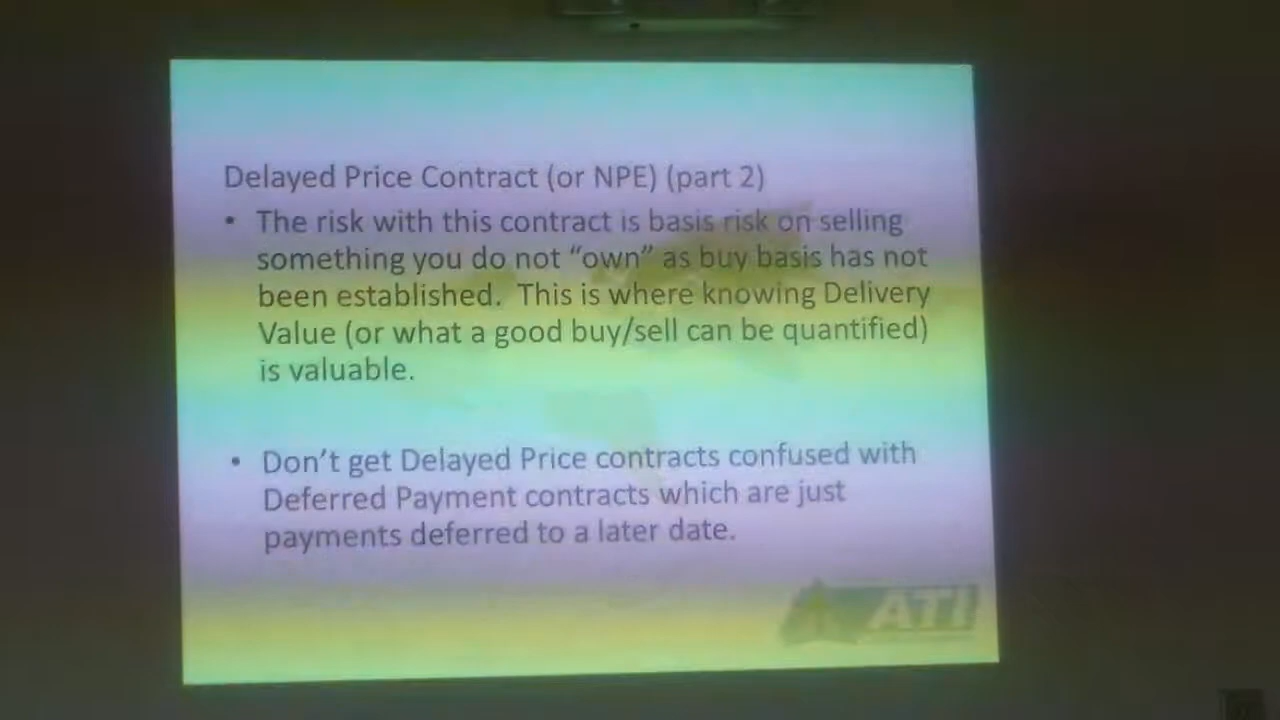 Delayed Price Contract (or NPE) (part 2)
• The risk with this contract is basis risk on selling
something you do not “own” as buy basis has not
been established.  This is where knowing Delivery
Value (or what a good buy/sell can be quantified)
is valuable.
• Don’t get Delayed Price contracts confused with
Deferred Payment contracts which are just
payments deferred to a later date.
ATI